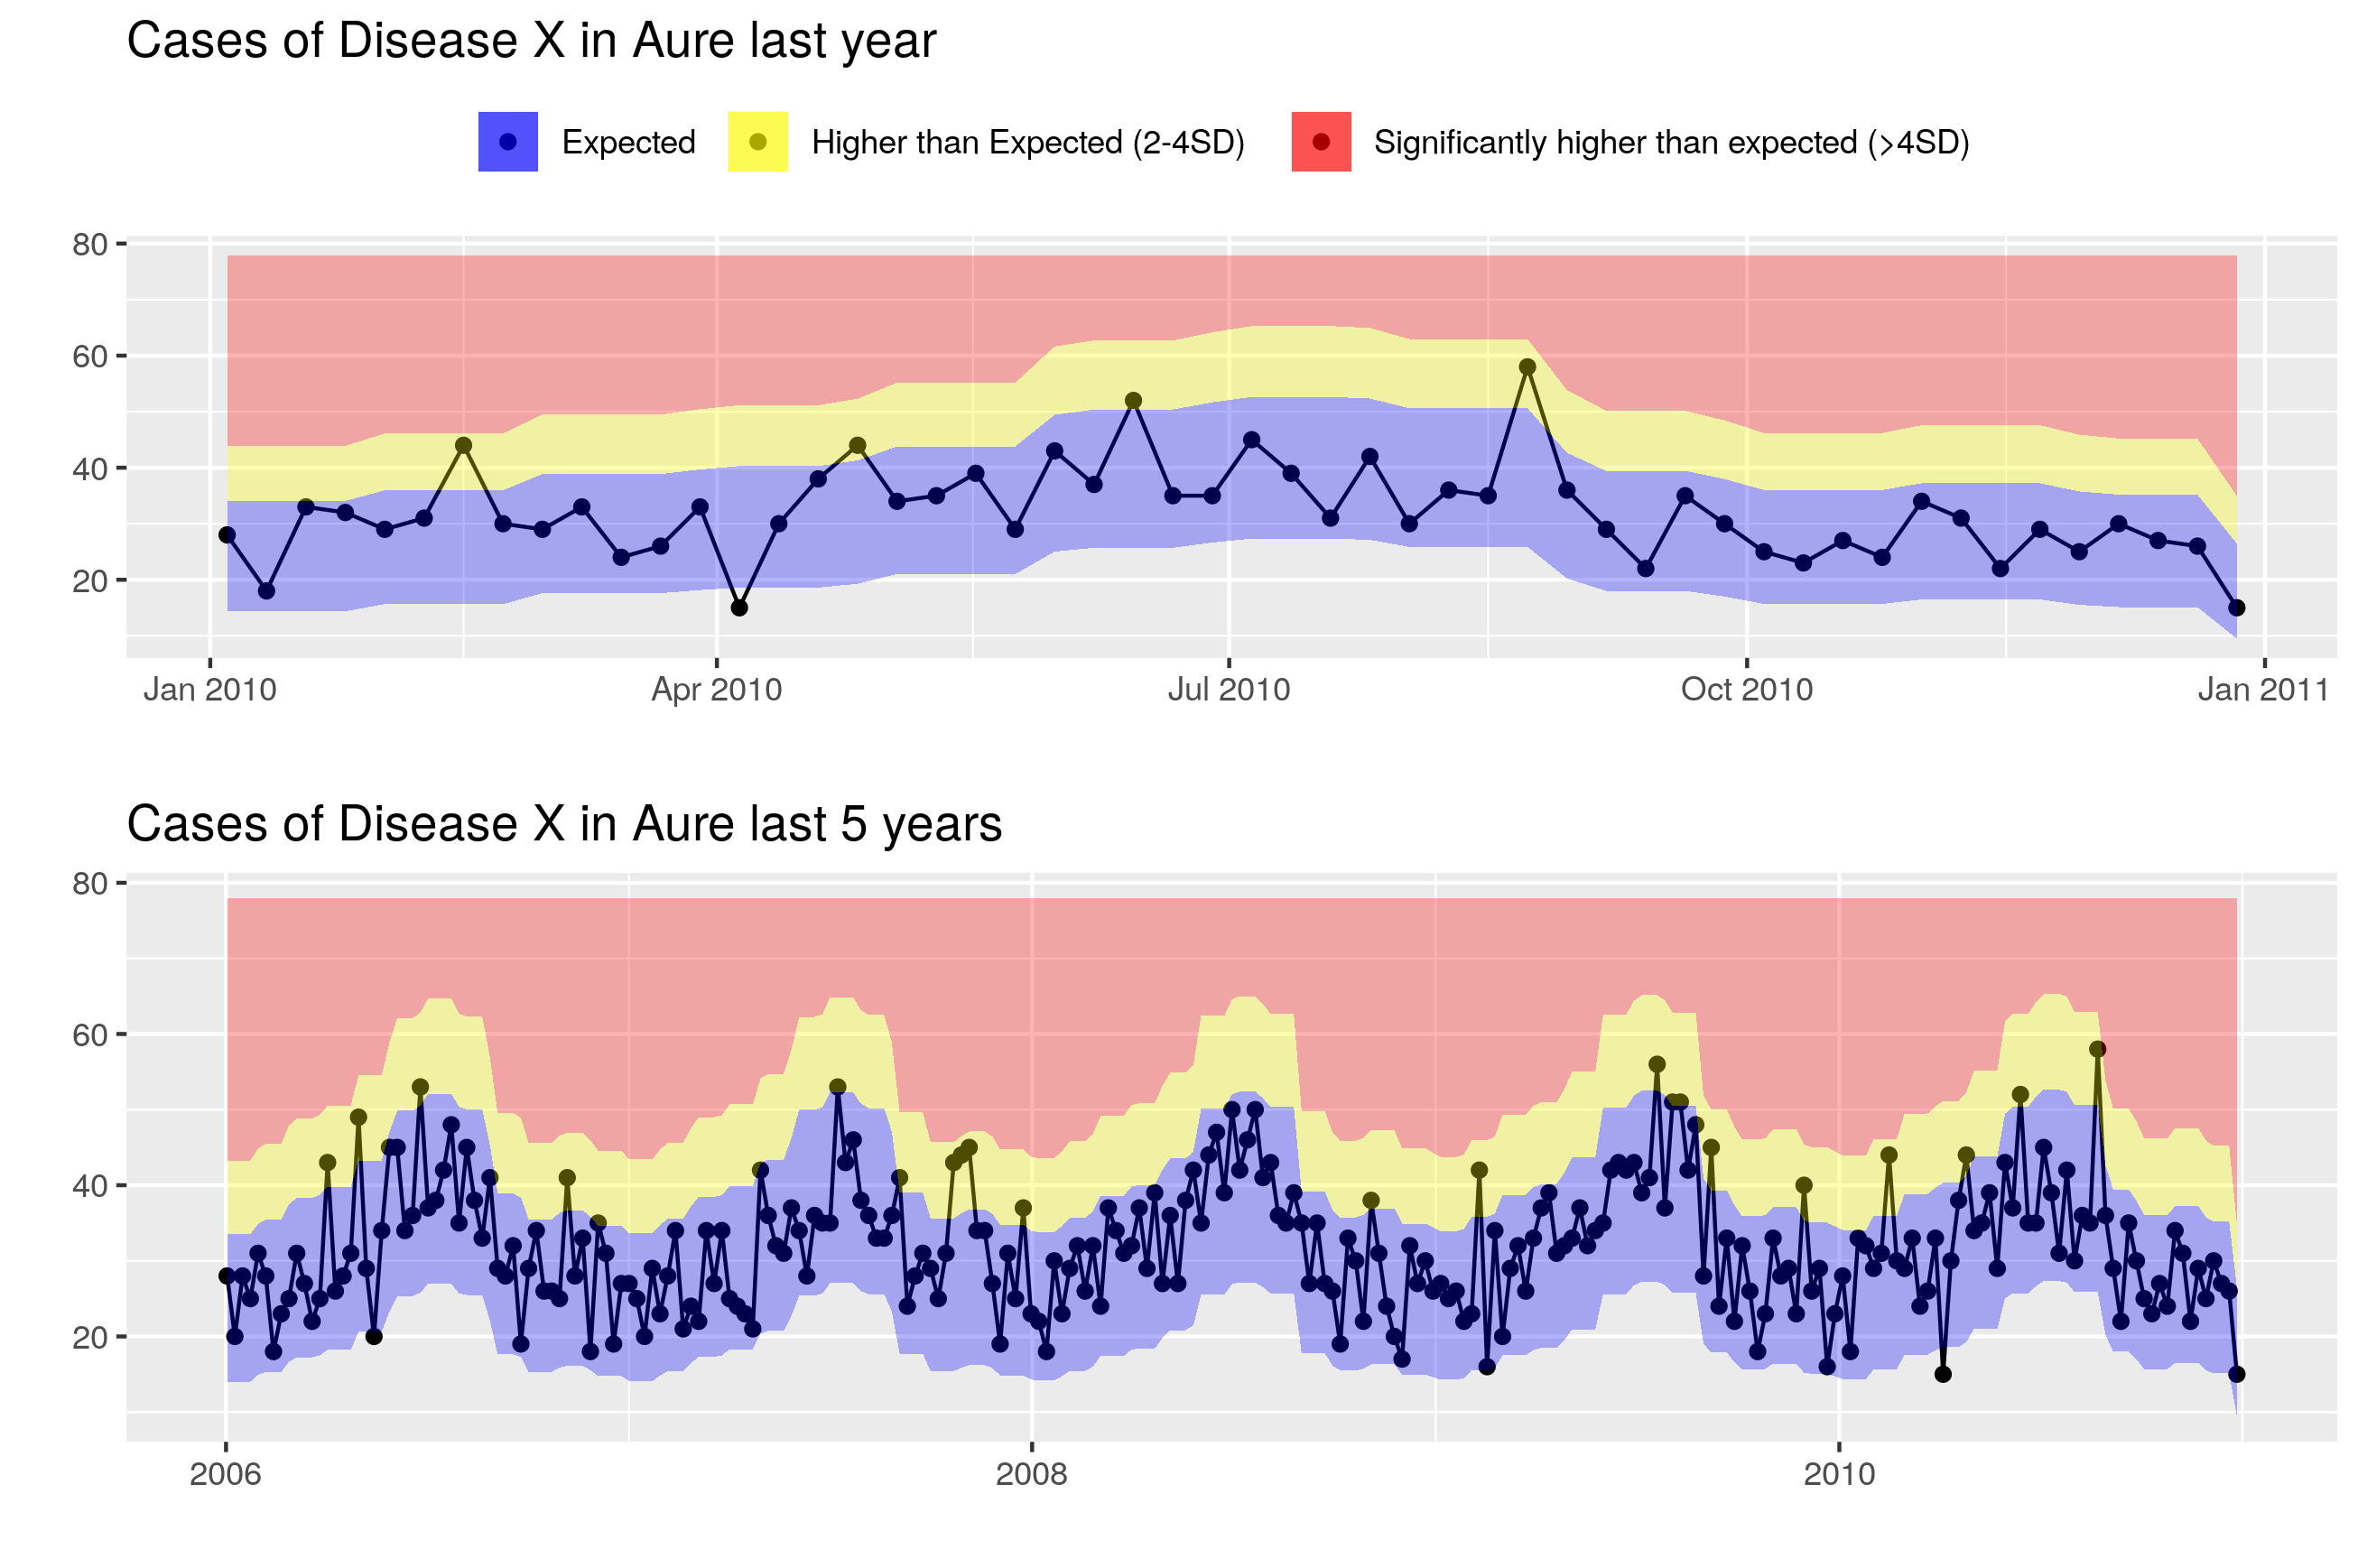 Cases of Disease X in Aure last year
Expected Higher than Expected (2-4SD) Significantly higher than expected (>4SD)
80
60
40
20
Jan 2010 Apr 2010 Jul 2010 Oct 2010 Jan 2011
Cases of Disease X in Aure last 5 years
80
60
40
20
2006 2008 2010